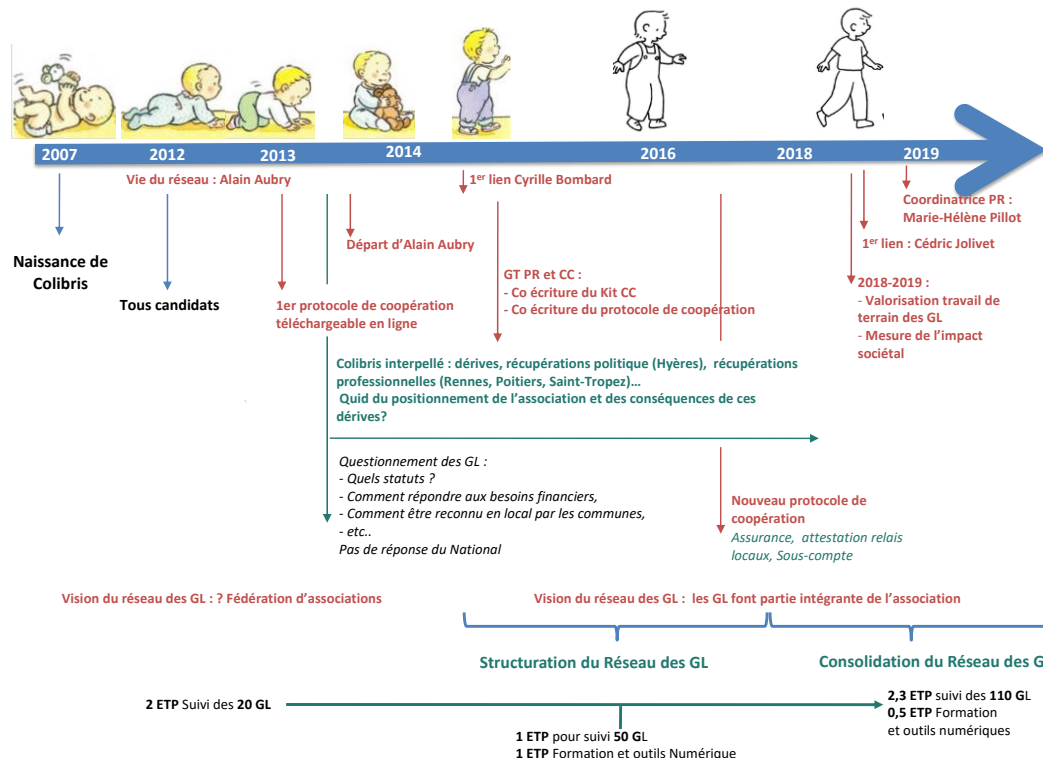 2007
2012
2013
2014
2016
2018
2019
Vie du réseau : Alain Aubry
1er lien Cyrille Bombard
Coordinatrice PR :
Marie-Hélène Pillot
Départ d'Alain Aubry
1er lien : Cédric Jolivet
Naissance de
Colibris
Tous candidats
1er protocole de coopération
téléchargeable en ligne
GT PR et CC :
- Co écriture du Kit CC
- Co écriture du protocole de coopération
2018-2019 :
- Valorisation travail de
terrain des GL
- Mesure de l'impact
sociétal
Colibris interpellé : dérives, récupérations politique (Hyères), récupérations
professionnelles (Rennes, Poitiers, Saint-Tropez)…
Quid du positionnement de l'association et des conséquences de ces
dérives?
Questionnement des GL :
- Quels statuts ?
- Comment répondre aux besoins financiers,
- Comment être reconnu en local par les communes,
- etc..
Pas de réponse du National
Nouveau protocole de
coopération
Assurance, attestation relais
locaux, Sous-compte
Vision du réseau des GL : ? Fédération d'associations
Vision du réseau des GL : les GL font partie intégrante de l'association
Structuration du Réseau des GL
Consolidation du Réseau des G
2 ETP Suivi des 20 GL
2,3 ETP suivi des 110 GL
0,5 ETP Formation
et outils numériques
1 ETP pour suivi 50 GL
1 ETP Formation et outils Numérique